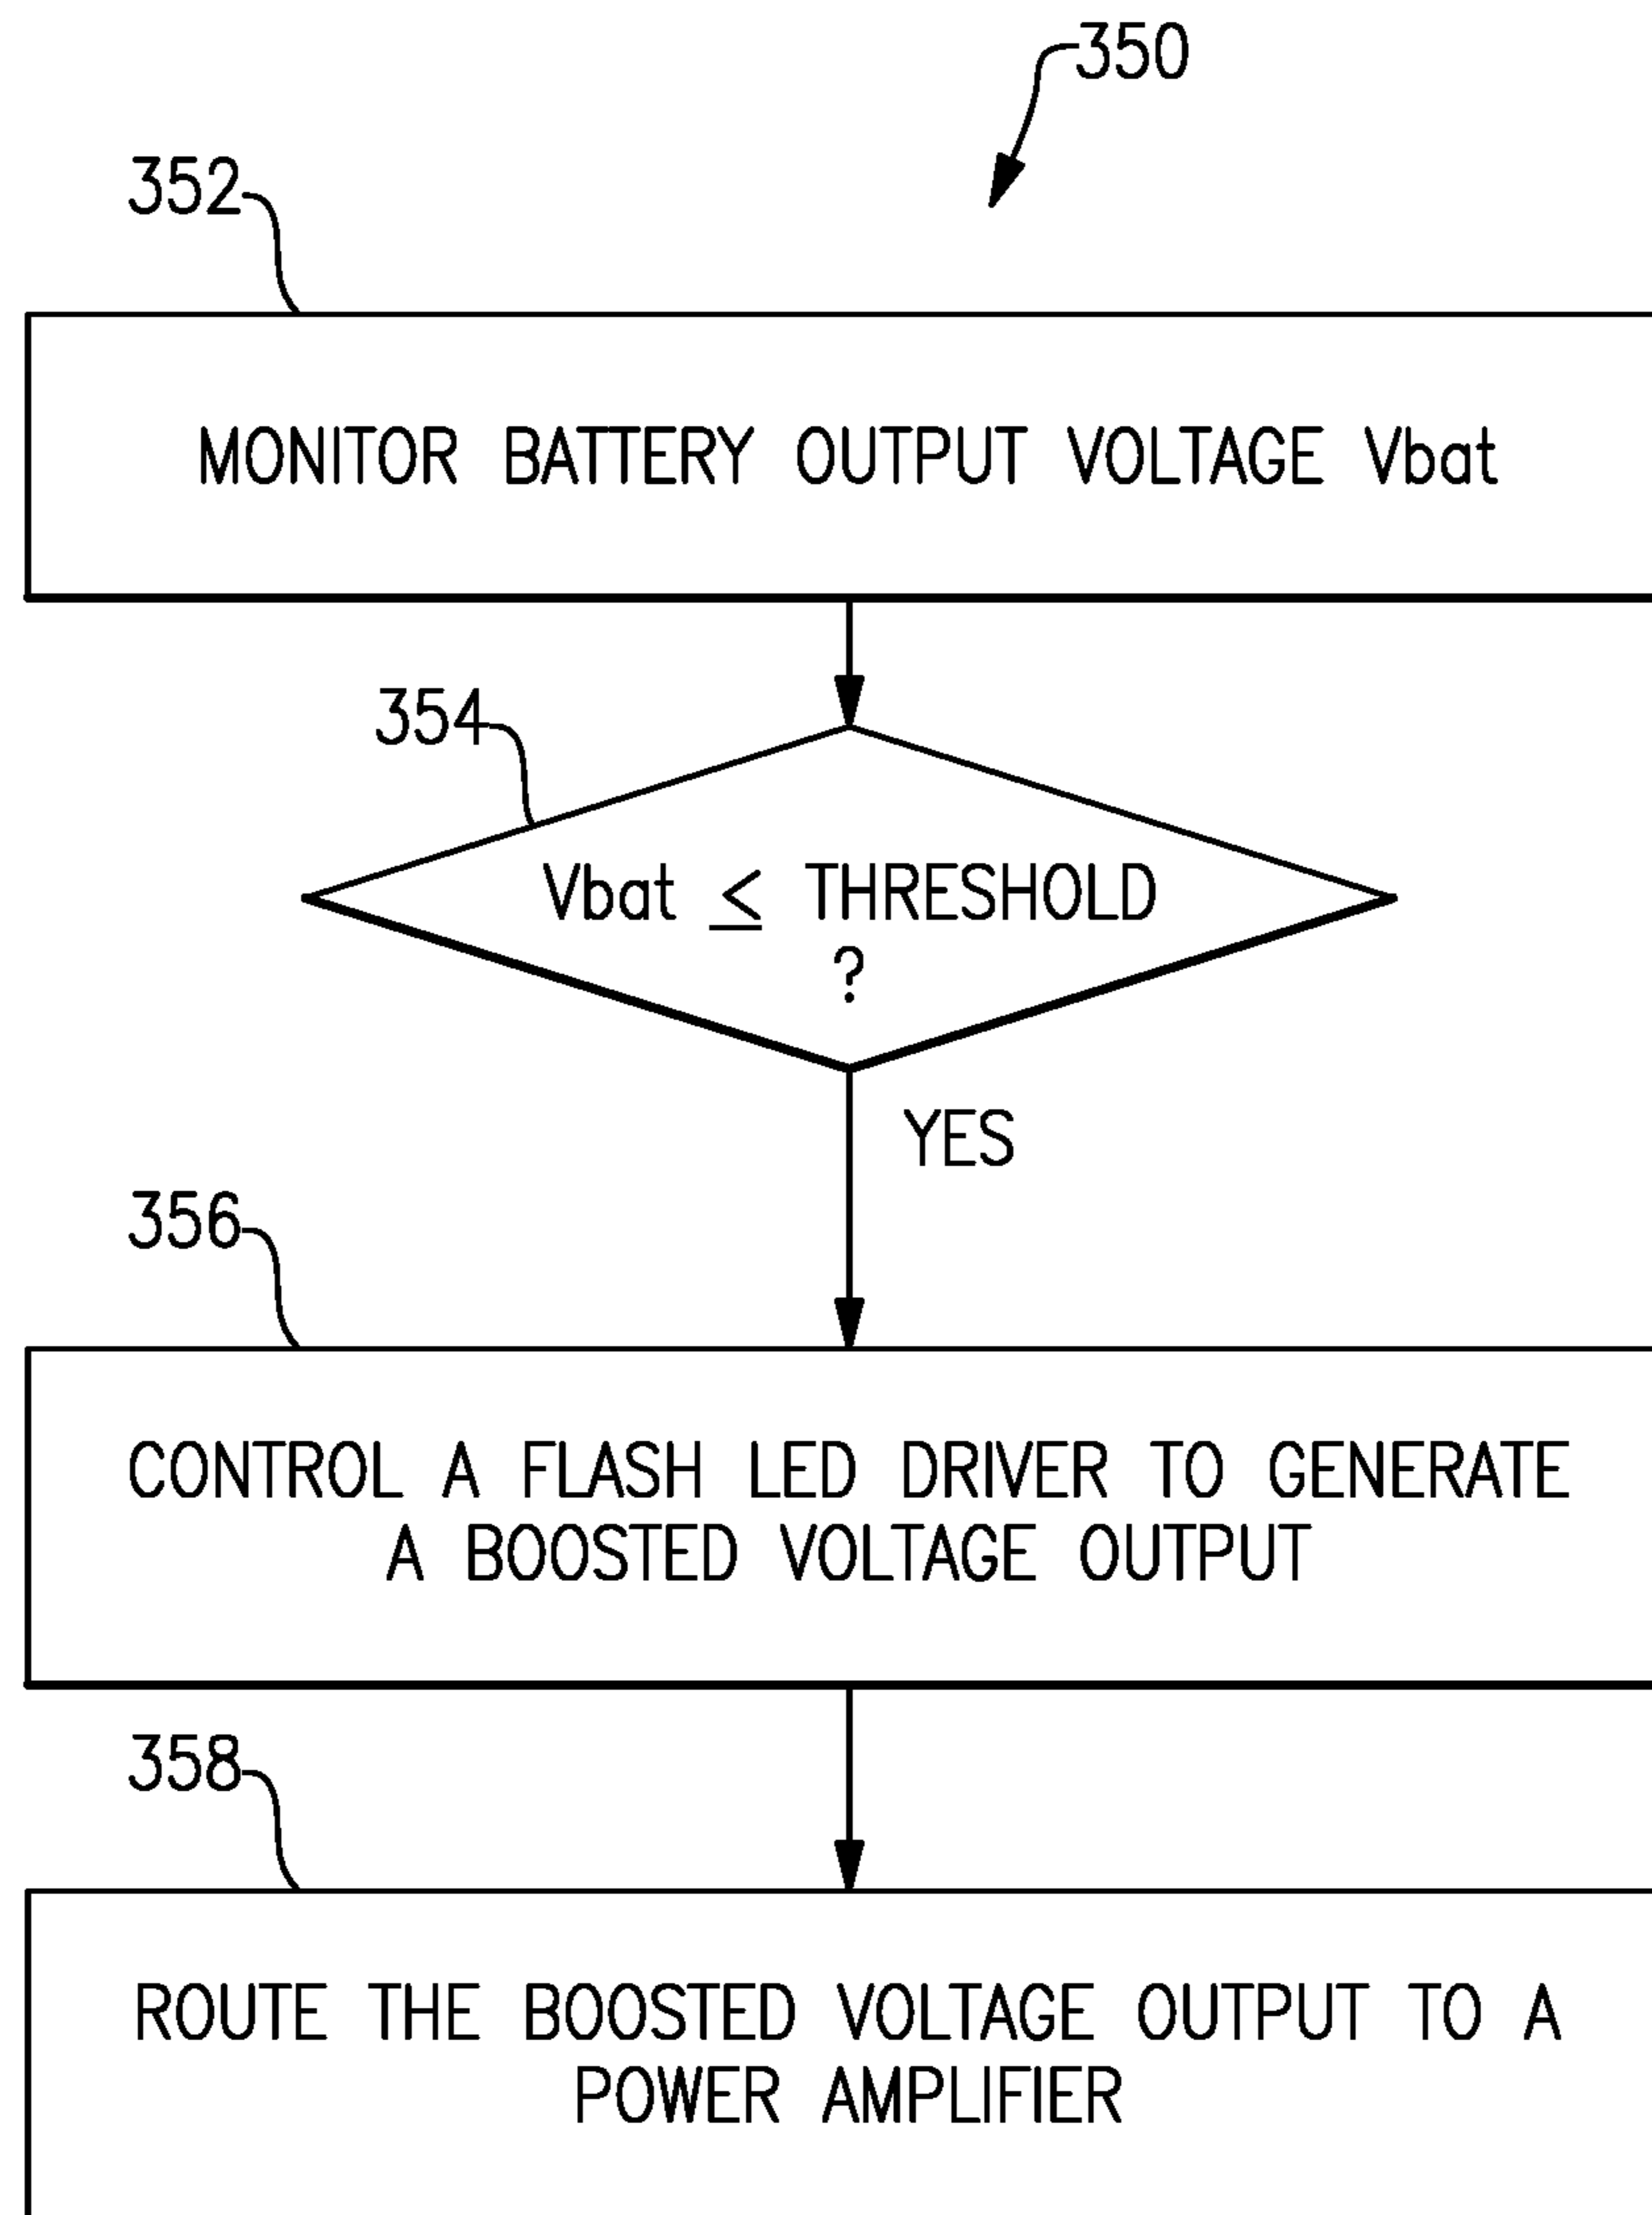 350
352
MONITOR BATTERY OUTPUT VOLTAGE Vbat
354
Vbat ≤ THRESHOLD
?
YES
356
CONTROL A FLASH LED DRIVER TO GENERATE
A BOOSTED VOLTAGE OUTPUT
358
ROUTE THE BOOSTED VOLTAGE OUTPUT TO A
POWER AMPLIFIER